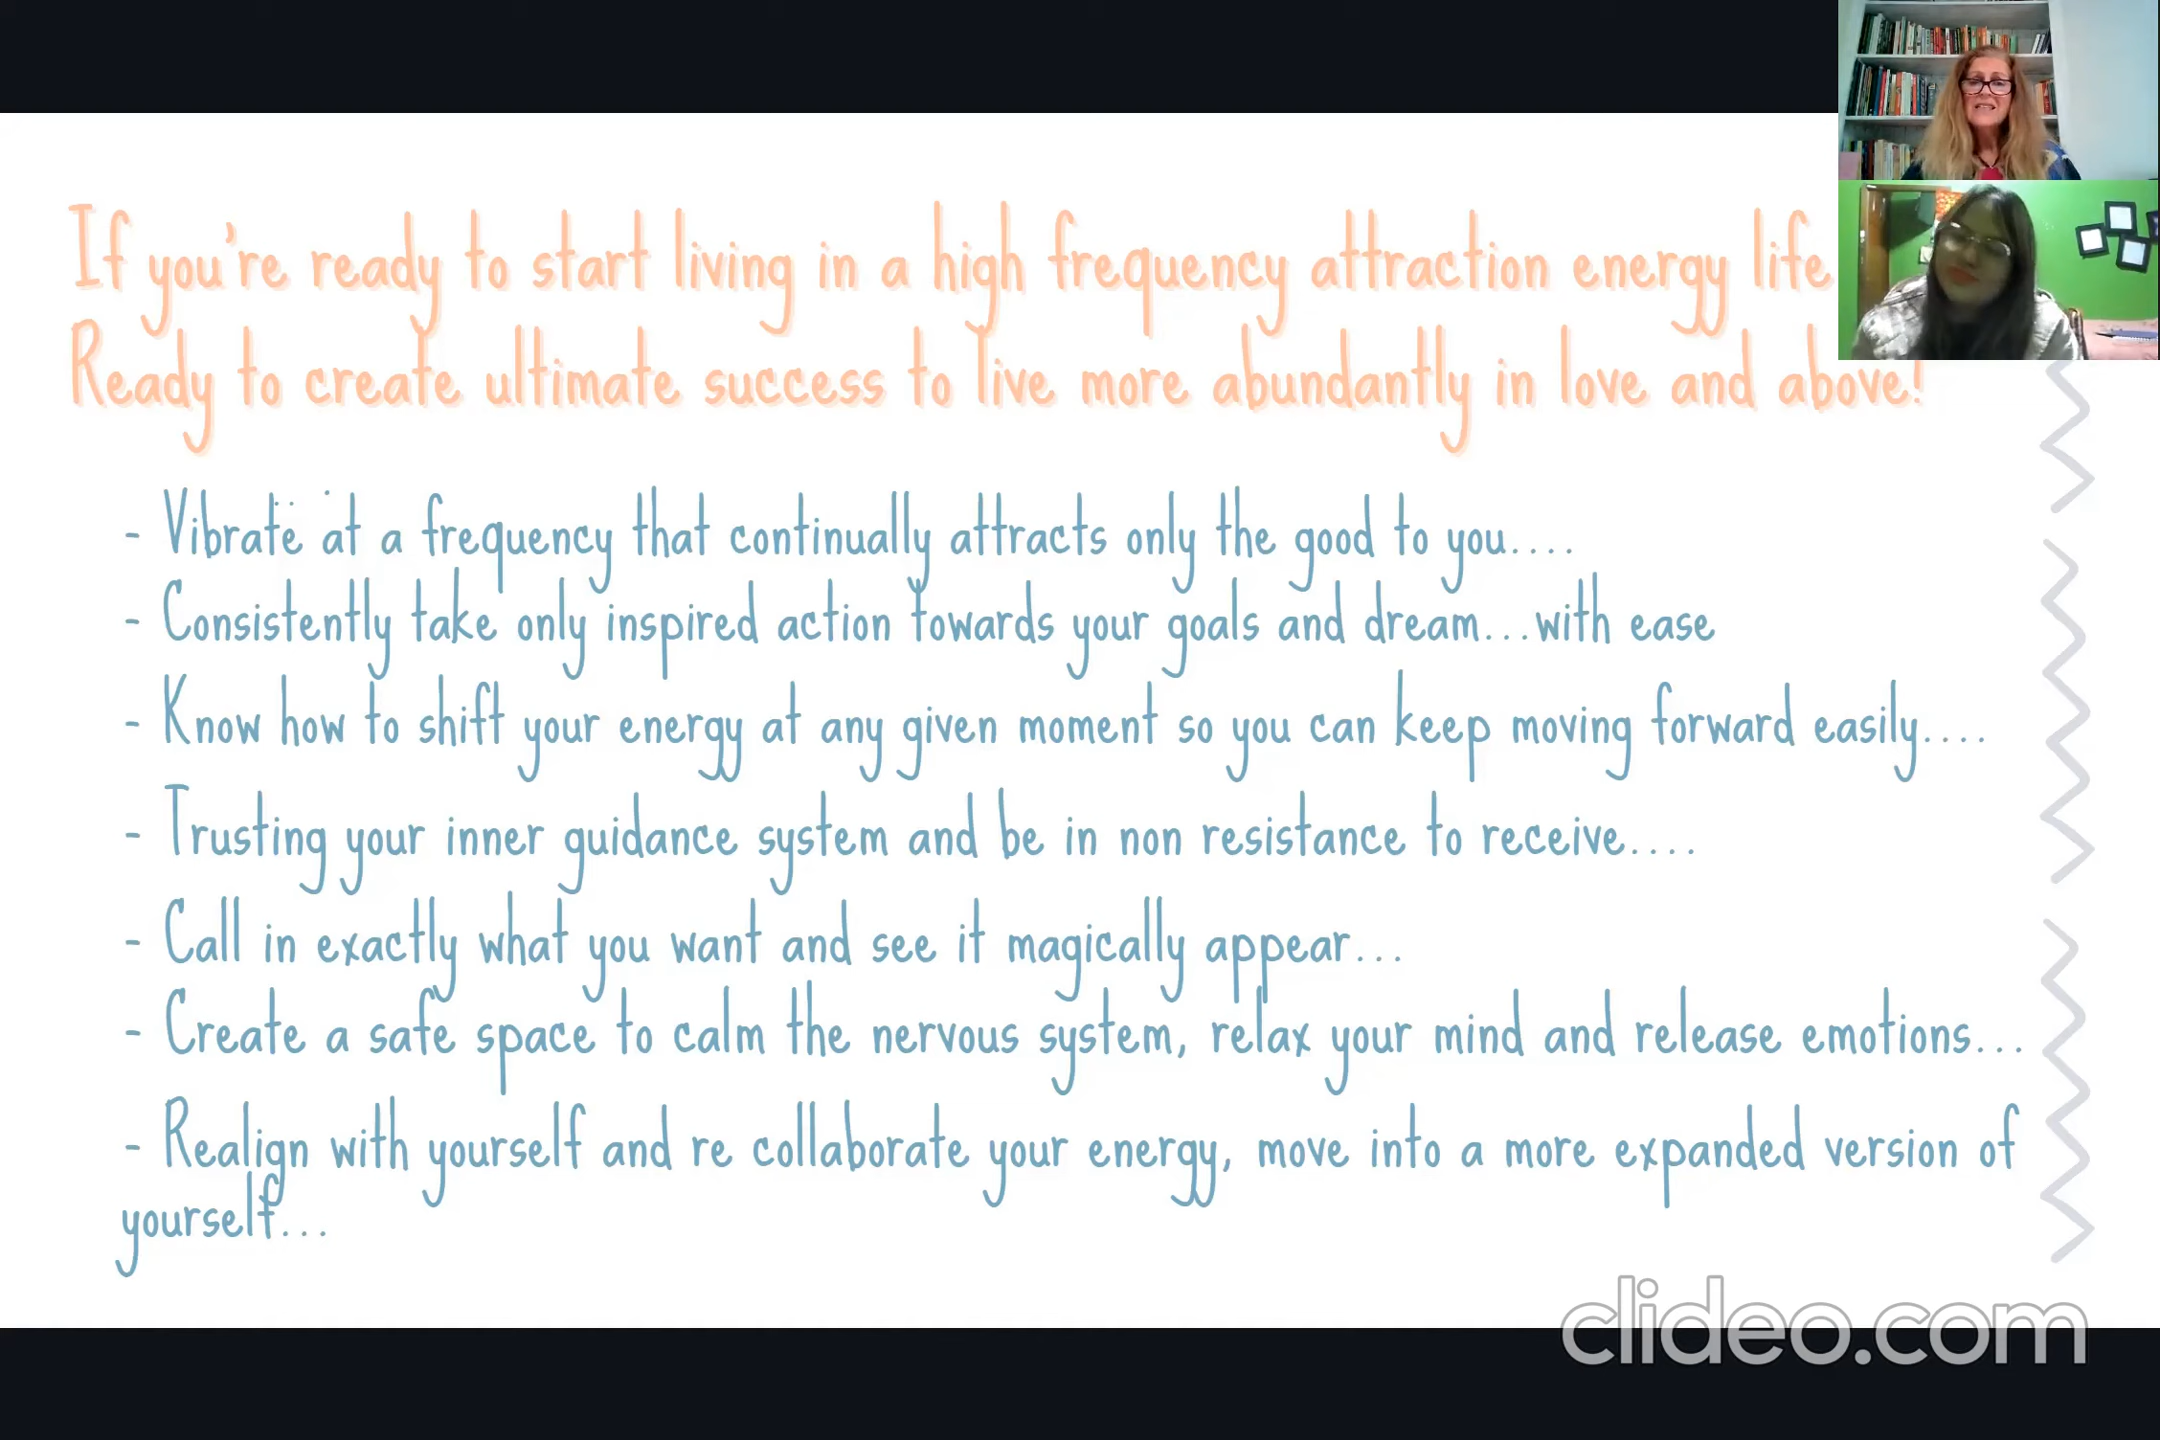 If you're ready to start living in a high frequency attraction energy life
Ready to create ultimate success to live more abundantly in love and above!
- Vibrate at a frequency that continually attracts only the good to you....
- Consistently take only inspired action towards your goals and dream...with ease
- Know how to shift your energy at any given moment so you can keep moving forward easily....
- Trusting your inner guidance system and be in non resistance to receive....
- Call in exactly what you want and see it magically appear...
- Create a safe space to calm the nervous system, relax your mind and release emotions...
- Realign with yourself and re collaborate your energy, move into a more expanded version of
yourself...
clideo.com